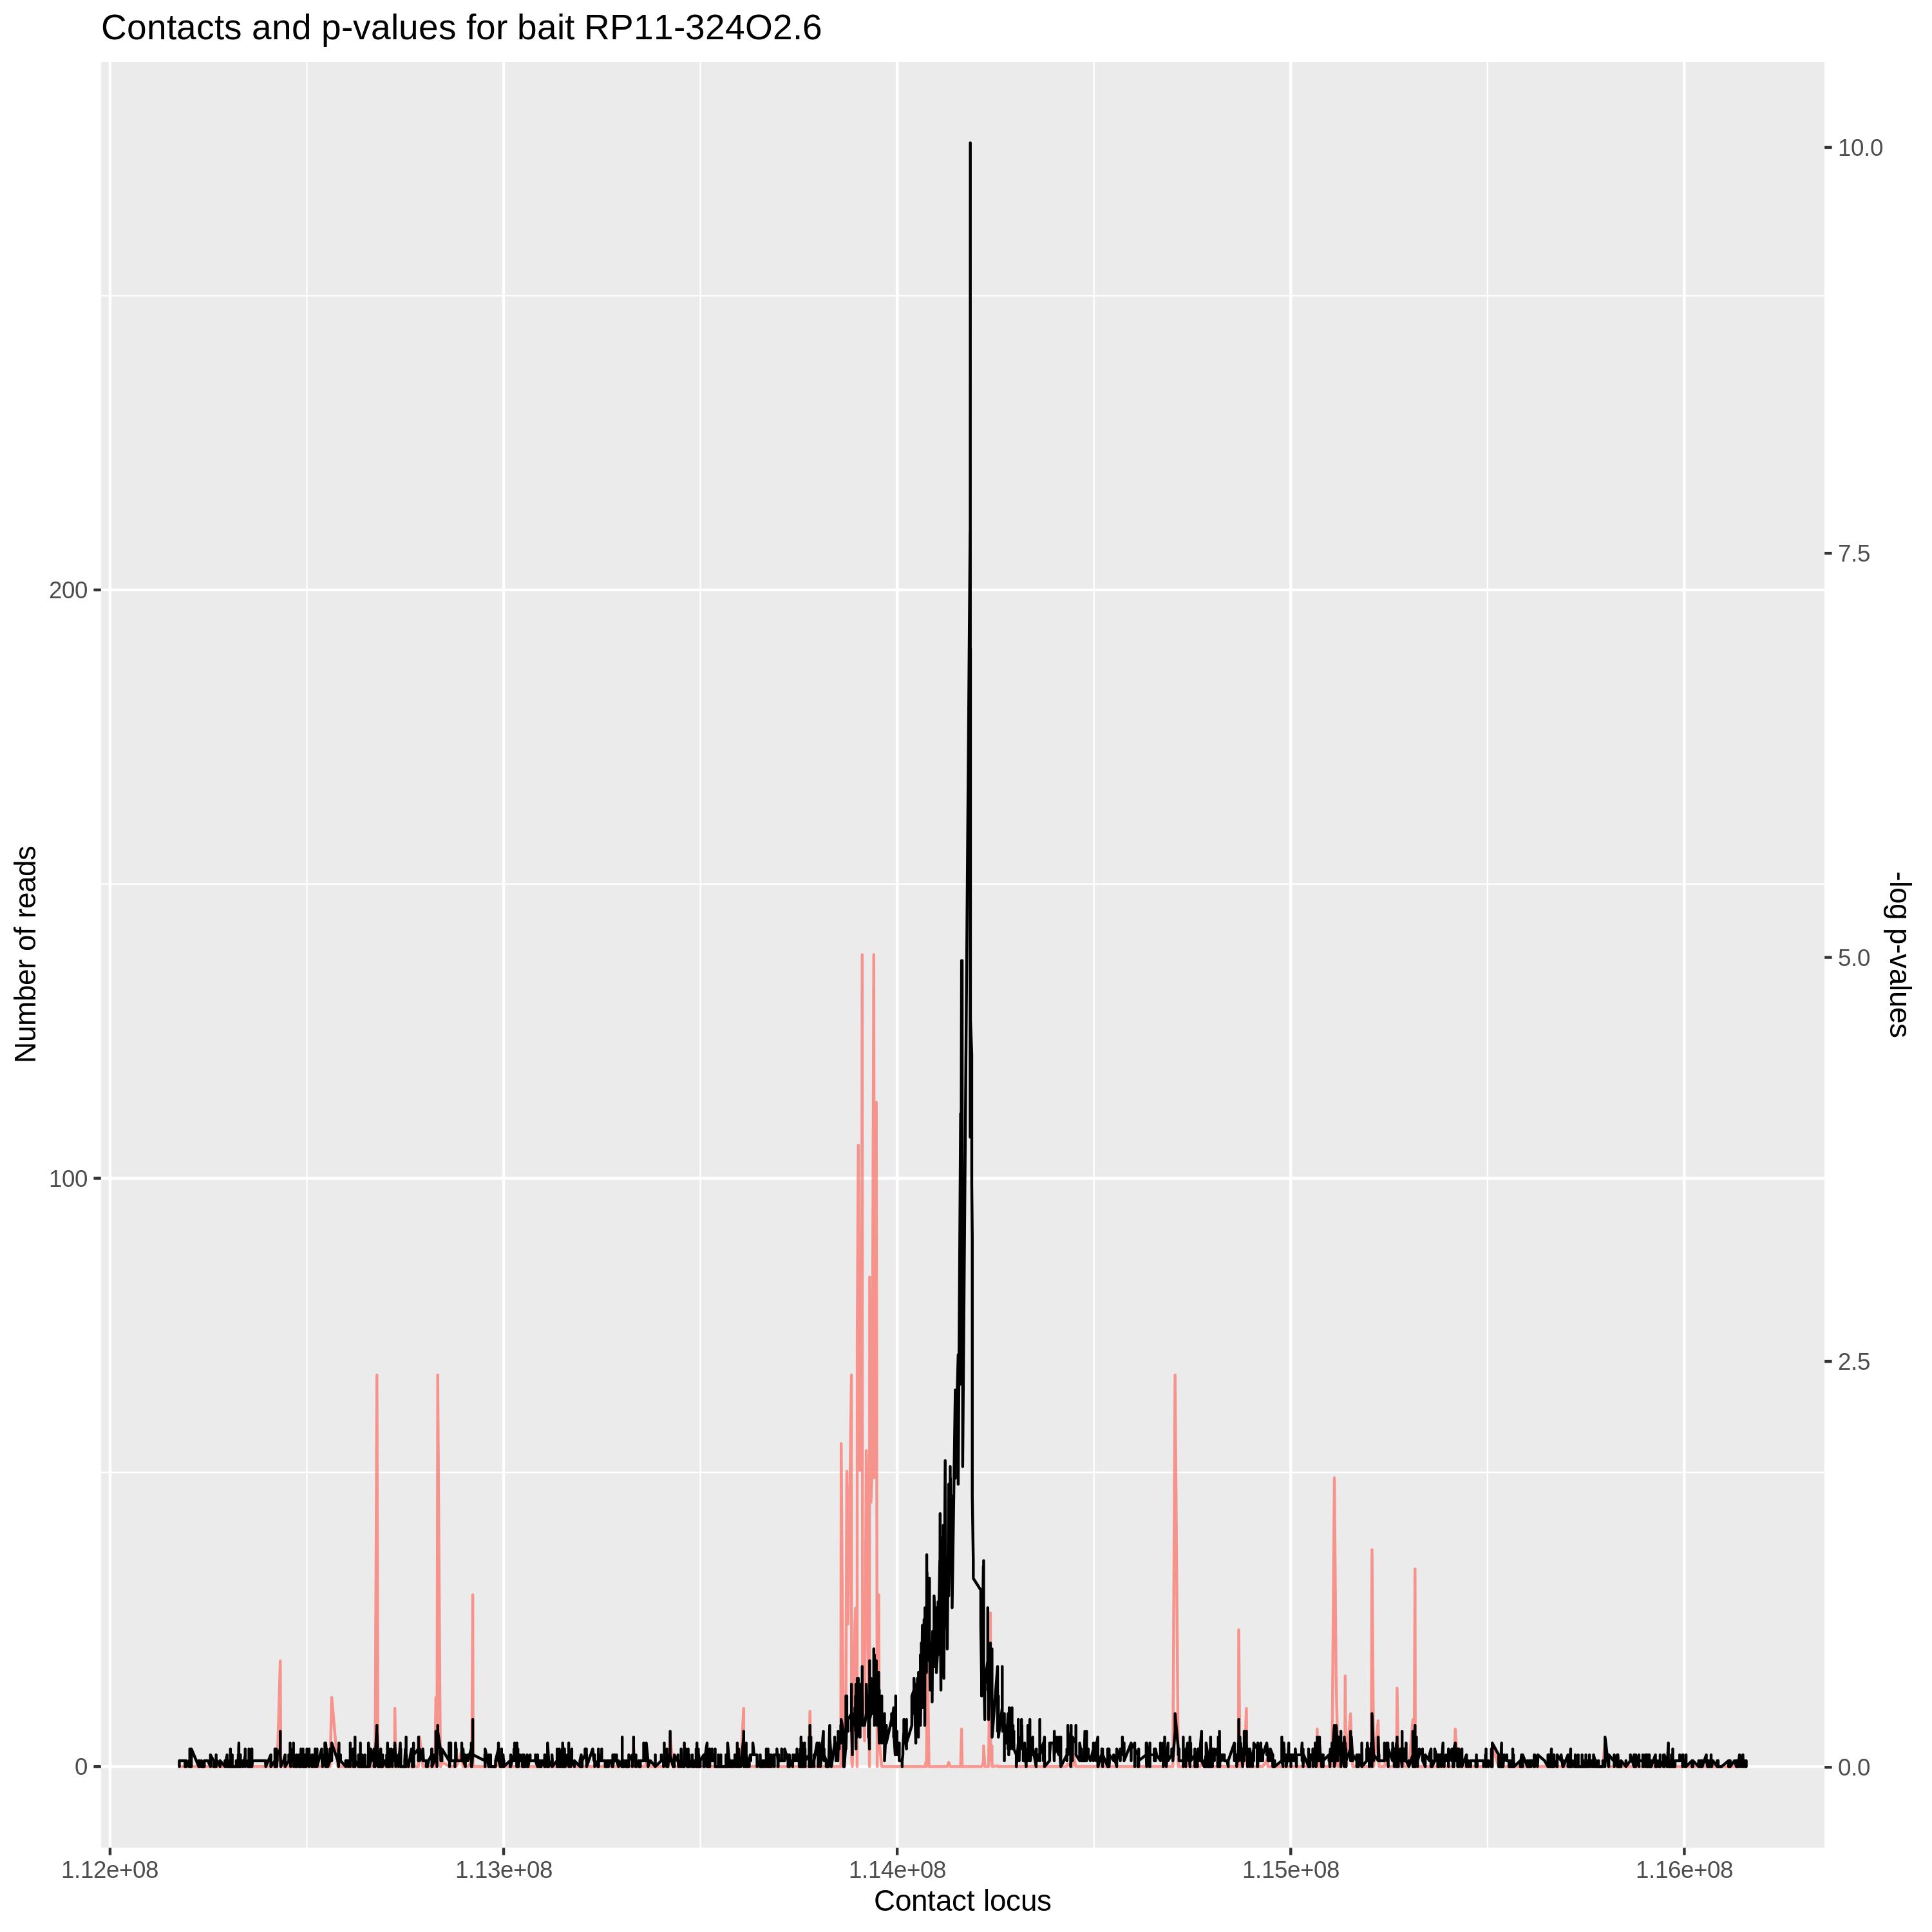 Contacts and p-values for bait RP11-324O2.6
10.0
200
7.5
Number of reads
-log p-values
5.0
100
2.5
0
0.0
1.12e+08
1.13e+08
1.14e+08
1.15e+08
1.16e+08
Contact locus